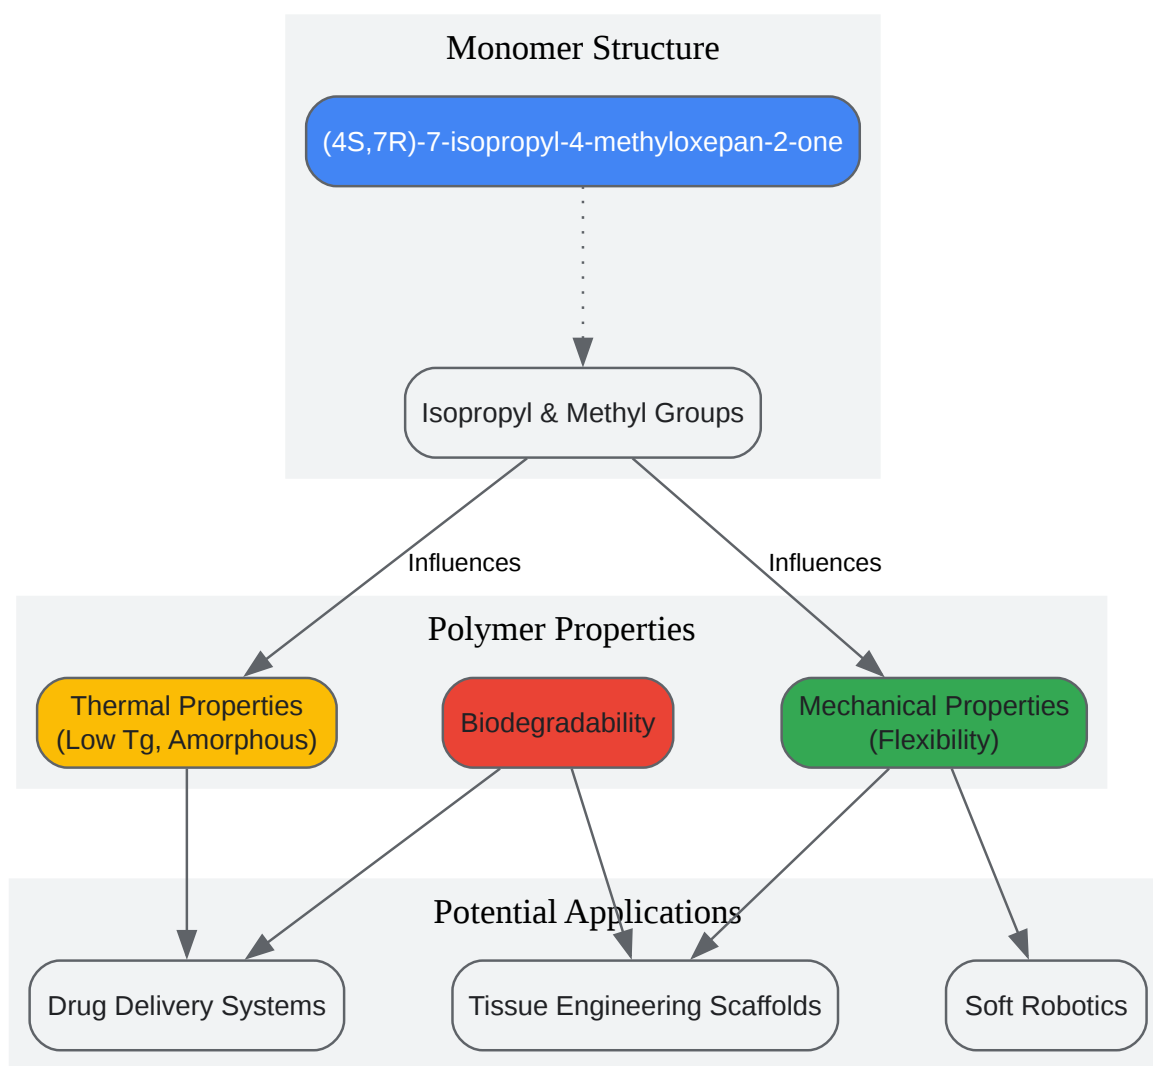 Monomer Structure
(4S,7R)-7-isopropyl-4-methyloxepan-2-one
Isopropyl & Methyl Groups
Influences
Influences
Polymer Properties
Thermal Properties
(Low Tg, Amorphous)
Biodegradability
Mechanical Properties
(Flexibility)
Potential Applications
Drug Delivery Systems
Tissue Engineering Scaffolds
Soft Robotics